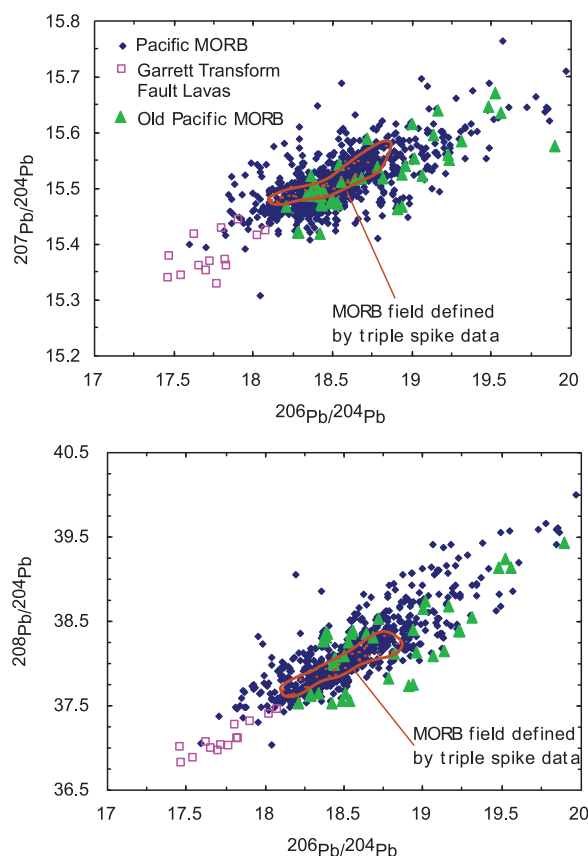 15.8
15.7
15.6
15.5
15.4
15.3
15.2
207Pb/204Pb
Pacific MORB
Garrett Transform
Fault Lavas
Old Pacific MORB
MORB field defined
by triple spike data
17 17.5 18 18.5 19 19.5 20
206Pb/204Pb
40.5
39.5
38.5
37.5
36.5
208Pb/204Pb
MORB field defined
by triple spike data
17 17.5 18 18.5 19 19.5 20
206Pb/204Pb